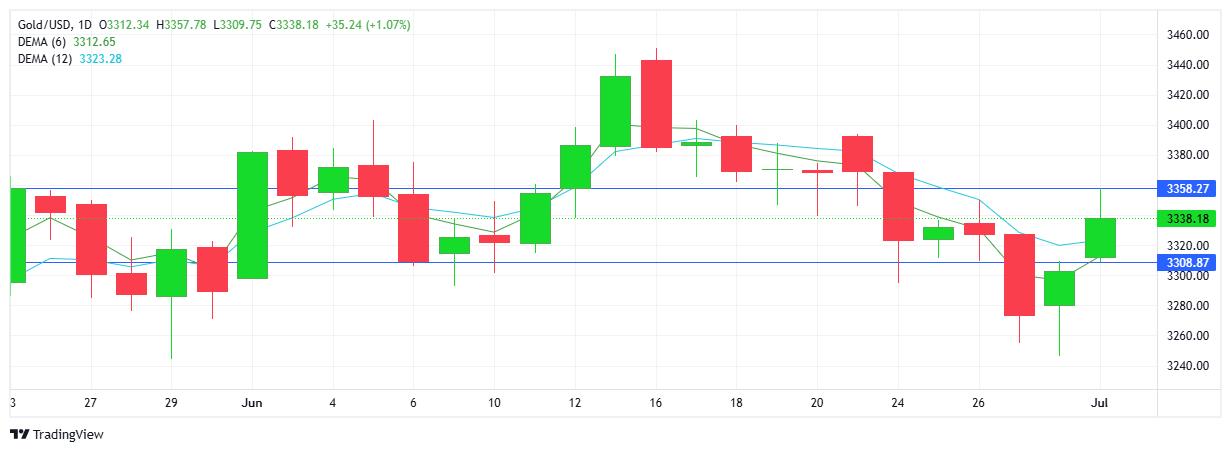 Gold/USD, 1D O3312.34 H3357.78 L3309.75 C3338.18 +35.24 (+1.07%)
DEMA (6) 3312.65
DEMA (12) 3323.28
3460.00
3440.00
3420.00
3400.00
3380.00
3358.27
3338.18
3320.00
3308.87
3300.00
3280.00
3260.00
3240.00
3 27 29 Jun 4 6 10 12 16 18 20 24 26 Jul
TradingView